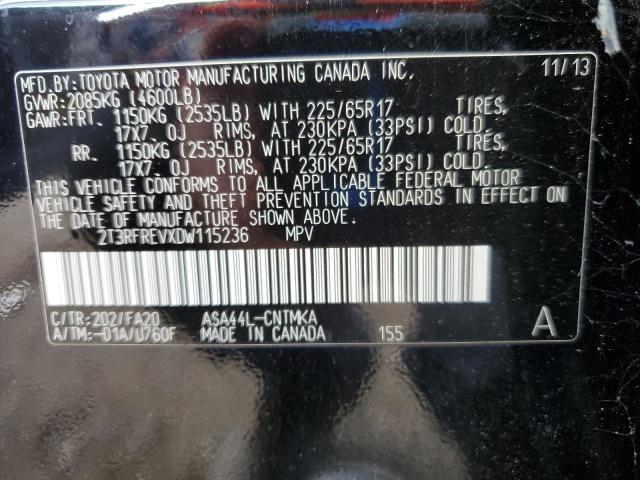 MFD.BY:TOYOTA MOTOR MANUFACTURING CANADA INC. 11/13
GVWR:2085KG (4600LB)
GAWR:FRT. 1150KG (2535LB) WITH 225/65R17 TIRES,
17X7.0J RIMS, AT 230KPA (33PSI) COLD.
RR. 1150KG (2535LB) WITH 225/65R17 TIRES,
17X7.0J RIMS, AT 230KPA (33PSI) COLD.
THIS VEHICLE CONFORMS TO ALL APPLICABLE FEDERAL MOTOR
VEHICLE SAFETY AND THEFT PREVENTION STANDARDS IN EFFECT ON
THE DATE OF MANUFACTURE SHOWN ABOVE.
2T3RFREVXDW115236 MPV
C/TR:202/FA20 ASA44L-CNTMKA
A/TM:-01A/U760F MADE IN CANADA 155 A